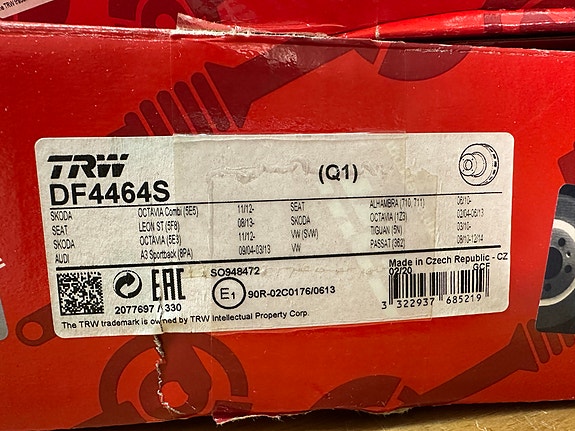 TRW
DF4464S (Q1)
SKODA OCTAVIA Combi (5E5) 11/12- SEAT ALHAMBRA (710, 711) 06/10-
SEAT LEON ST (5F8) 08/13- SKODA OCTAVIA (1Z3) 02/04-06/13
SKODA OCTAVIA (5E3) 11/12- VW (SVW) TIGUAN (5N) 03/10-
AUDI A3 Sportback (8PA) 09/04-03/13 VW PASSAT (362) 08/10-12/14
EAC
2077697 / 330
SO948472
E1 90R-02C0176/0613
Made in Czech Republic - CZ
02/20 GCF
3 322937 685219
The TRW trademark is owned by TRW Intellectual Property Corp.